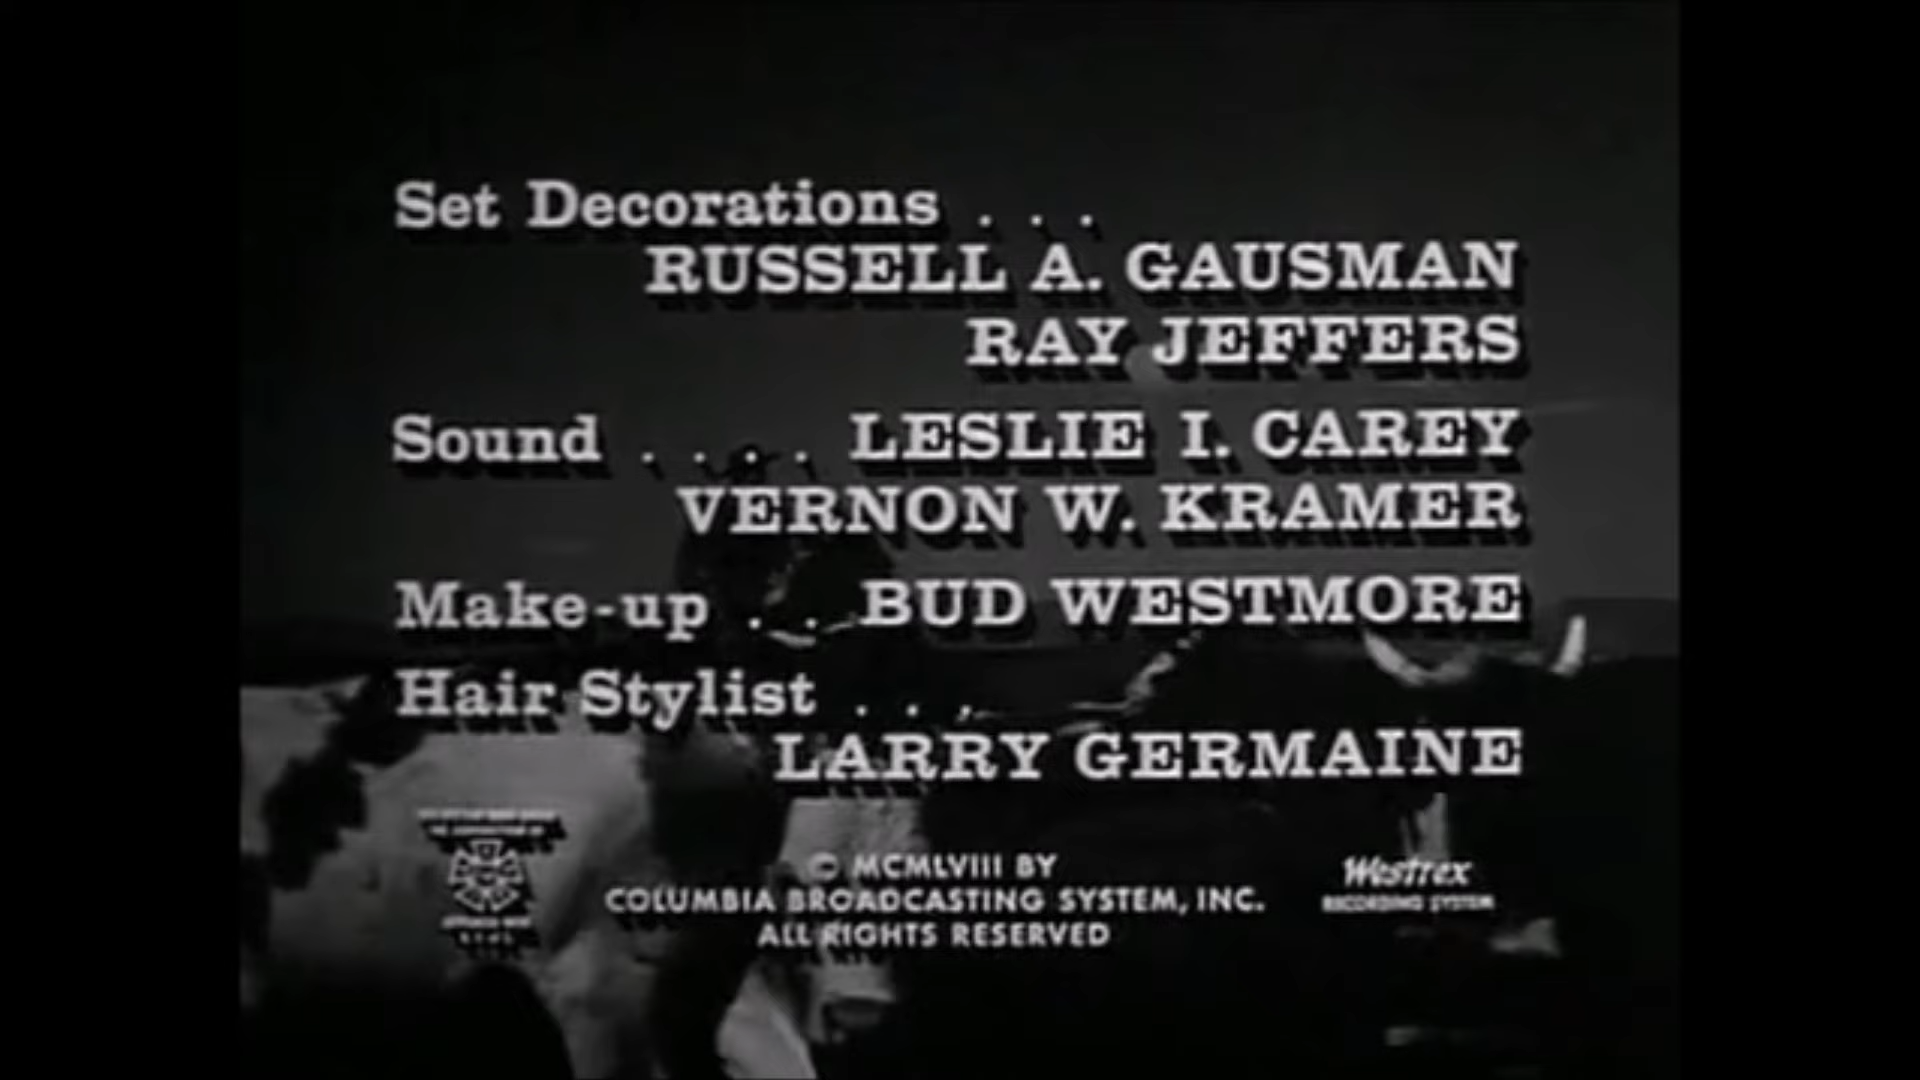 Set Decorations . . .
RUSSELL A. GAUSMAN
RAY JEFFERS
Sound . . . . LESLIE I. CAREY
VERNON W. KRAMER
Make-up . . BUD WESTMORE
Hair Stylist . . .
LARRY GERMAINE
© MCMLVIII BY
COLUMBIA BROADCASTING SYSTEM, INC.
ALL RIGHTS RESERVED
Westrex
RECORDING SYSTEM